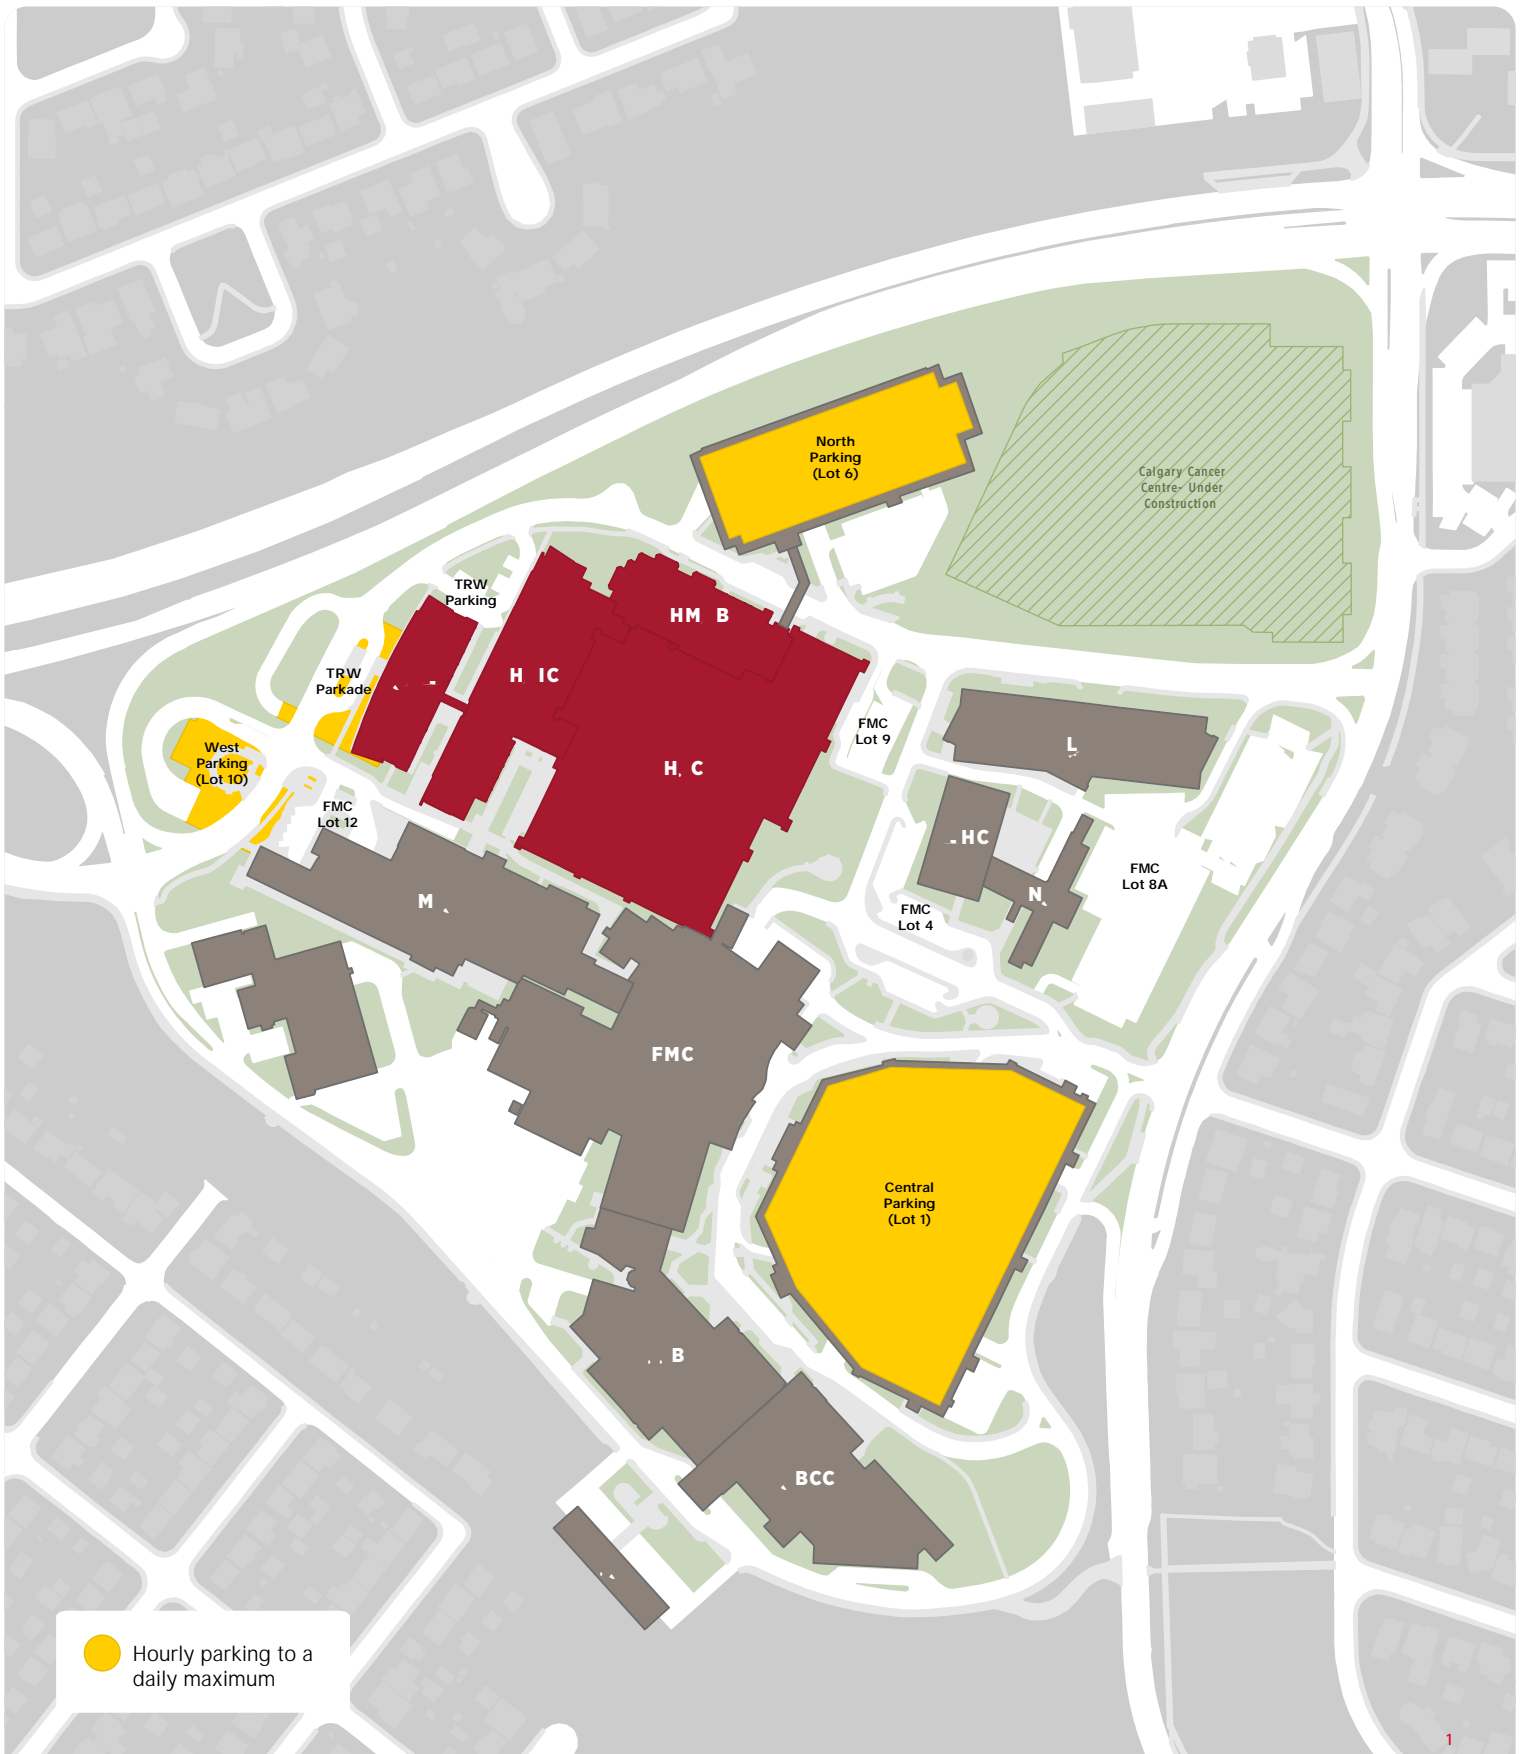 North
Parking
(Lot 6)
Calgary Cancer
Centre- Under
Construction
TRW
Parking
HM B
H IC
TRW
Parkade
FMC
Lot 9
L
West
Parking
(Lot 10)
H C
FMC
Lot 12
HC
FMC
Lot 8A
N
M
FMC
Lot 4
FMC
Central
Parking
(Lot 1)
B
BCC
Hourly parking to a
daily maximum
1